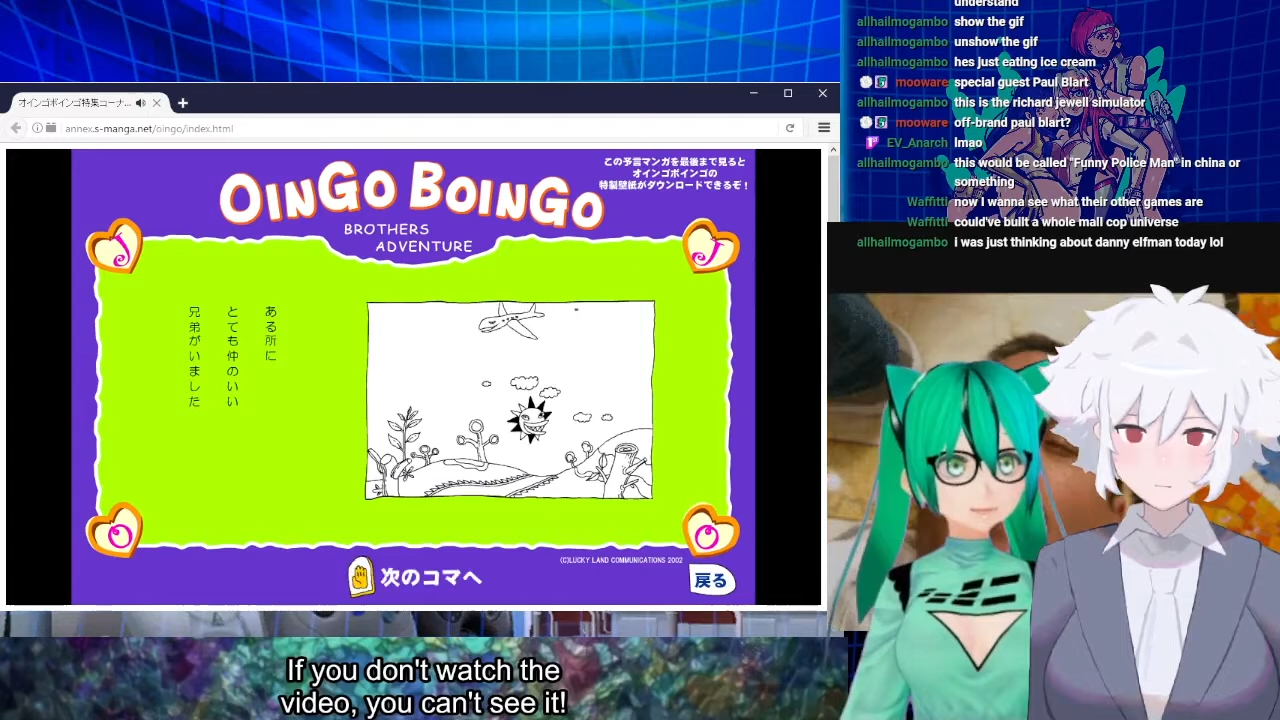 オインゴボインゴ特集コーナ...
annex.s-manga.net/oingo/index.html
OINGO BOINGO
BROTHERS
ADVENTURE
この予言マンガを最後まで見ると
オインゴボインゴの
特製壁紙がダウンロードできるぞ!
J
J
ある所に
とても仲のいい
兄弟がいました
O
O
(C)LUCKY LAND COMMUNICATIONS 2002
次のコマへ
戻る
If you don't watch the
video, you can't see it!
understand
allhailmogambo show the gif
allhailmogambo unshow the gif
allhailmogambo hes just eating ice cream
mooware special guest Paul Blart
allhailmogambo this is the richard jewell simulator
mooware off-brand paul blart?
EV_Anarch lmao
allhailmogambo this would be called "Funny Police Man" in china or
something
Waffitti now I wanna see what their other games are
Waffitti could've built a whole mall cop universe
allhailmogambo i was just thinking about danny elfman today lol